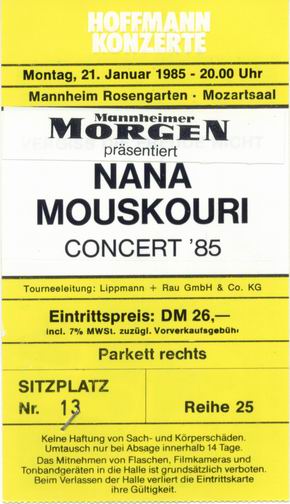 HOFFMANN
KONZERTE
Montag, 21. Januar 1985 - 20.00 Uhr
Mannheim Rosengarten · Mozartsaal
Mannheimer
MORGEN
präsentiert
NANA
MOUSKOURI
CONCERT '85
Tourneeleitung: Lippmann + Rau GmbH & Co. KG
Eintrittspreis: DM 26,—
incl. 7% MWSt. zuzügl. Vorverkaufsgebüh
Parkett rechts
SITZPLATZ
Nr. 13
Reihe 25
Keine Haftung von Sach- und Körperschäden.
Umtausch nur bei Absage innerhalb 14 Tage.
Das Mitnehmen von Flaschen, Filmkameras und
Tonbandgeräten in die Halle ist grundsätzlich verboten.
Beim Verlassen der Halle verliert die Eintrittskarte
ihre Gültigkeit.